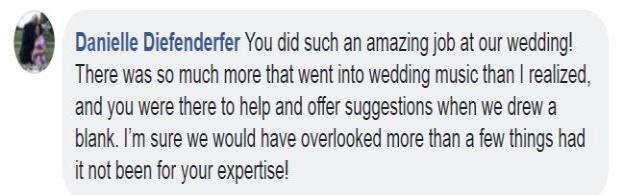 Danielle Diefenderfer You did such an amazing job at our wedding!
There was so much more that went into wedding music than I realized,
and you were there to help and offer suggestions when we drew a
blank. I'm sure we would have overlooked more than a few things had
it not been for your expertise!